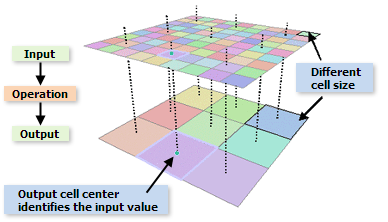 Input
Operation
Output
Different
cell size
Output cell center
identifies the input value